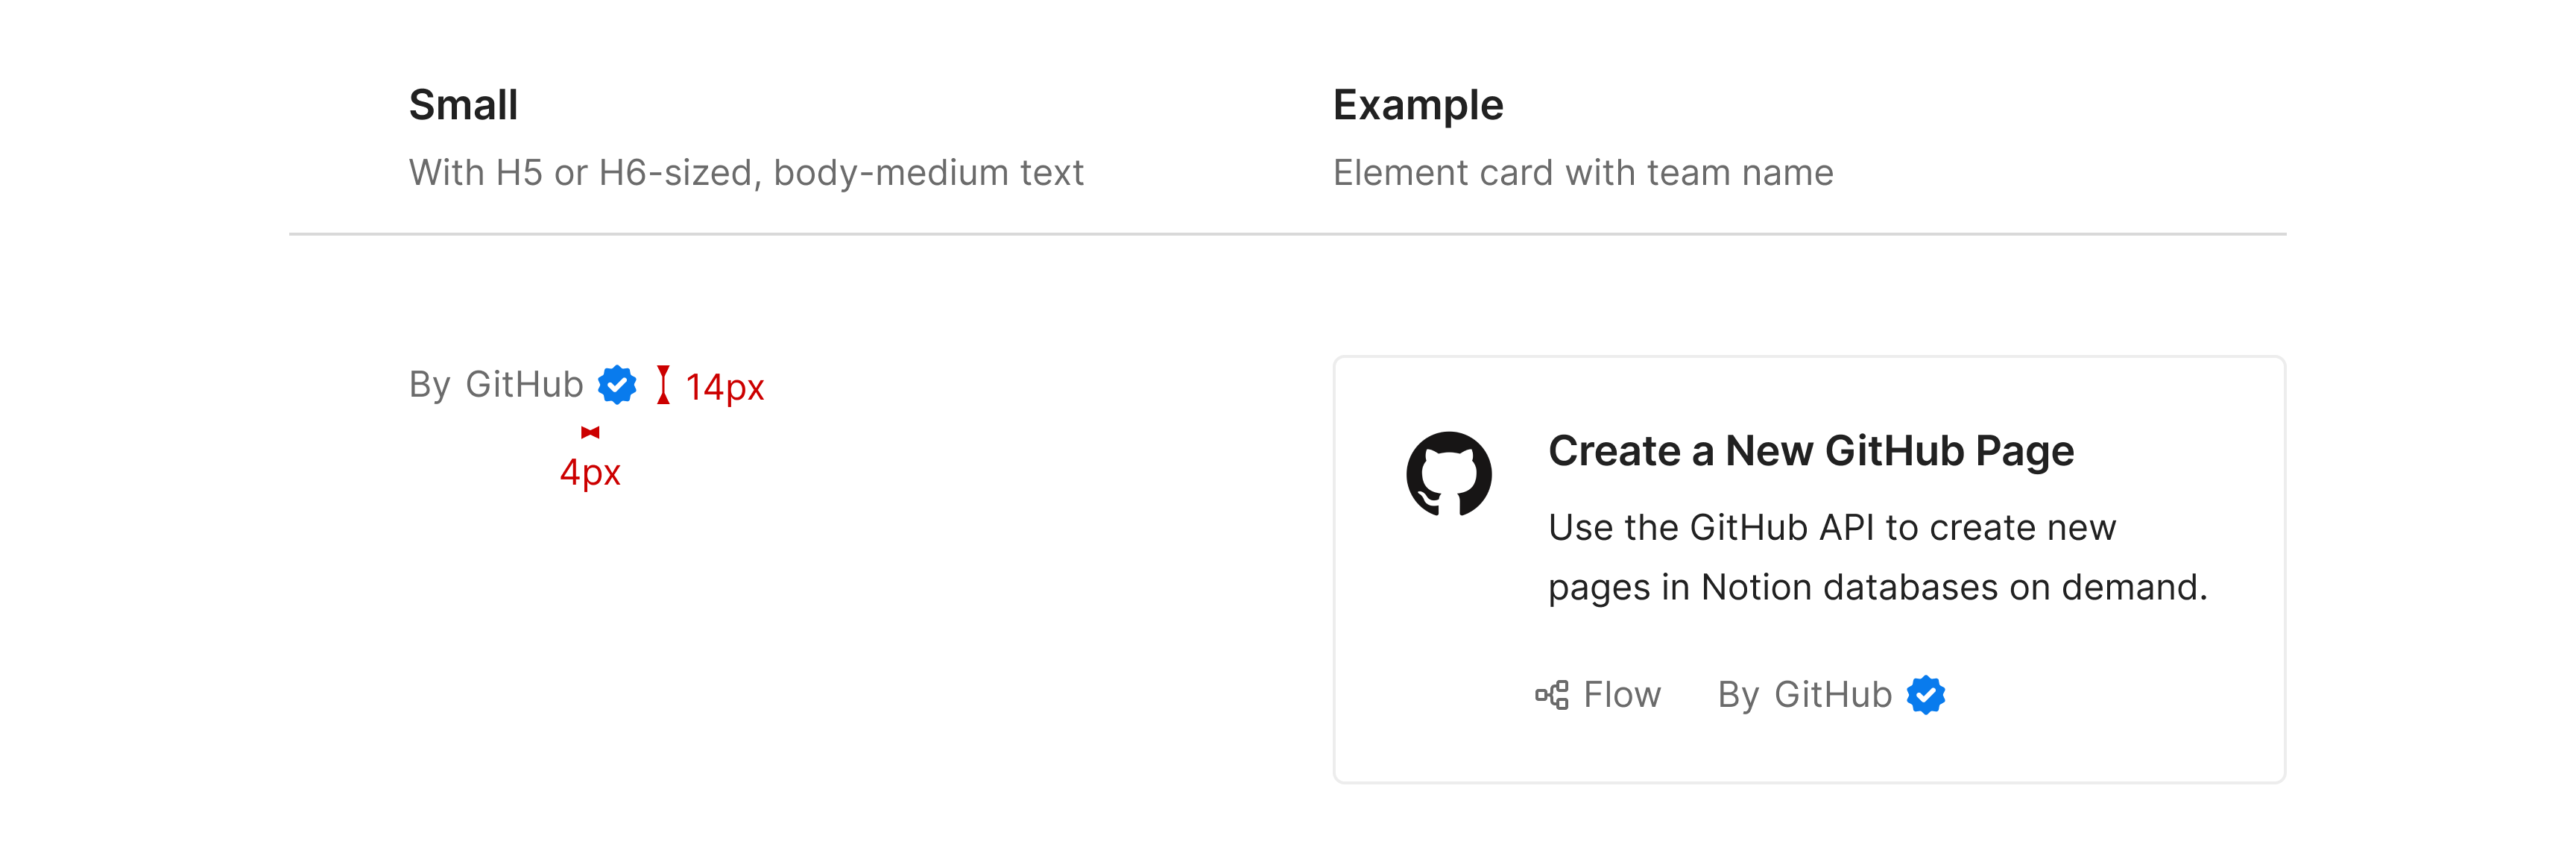 Small
With H5 or H6-sized, body-medium text
Example
Element card with team name
By GitHub 14px
4px
Create a New GitHub Page
Use the GitHub API to create new
pages in Notion databases on demand.
Flow By GitHub